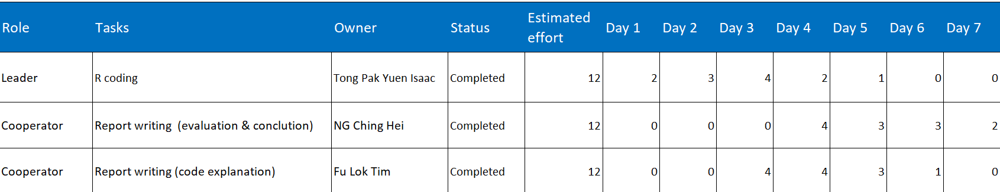 Role Tasks Owner Status Estimated effort Day 1 Day 2 Day 3 Day 4 Day 5 Day 6 Day 7
Leader R coding Tong Pak Yuen Isaac Completed 12 2 3 4 2 1 0 0
Cooperator Report writing (evaluation & conclution) NG Ching Hei Completed 12 0 0 0 4 3 3 2
Cooperator Report writing (code explanation) Fu Lok Tim Completed 12 0 0 4 4 3 1 0